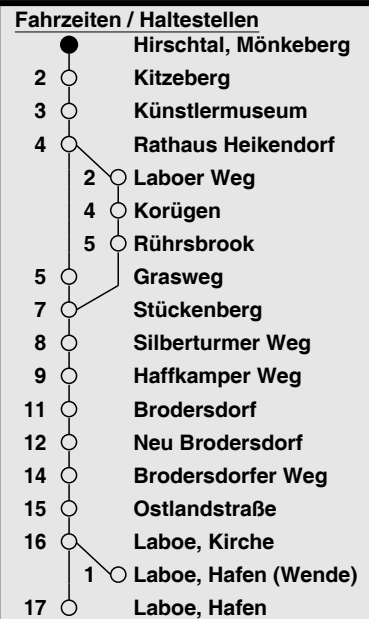 Fahrzeiten / Haltestellen
Hirschtal, Mönkeberg
2 Kitzeberg
3 Künstlermuseum
4 Rathaus Heikendorf
2 Laboer Weg
4 Korügen
5 Rührsbrook
5 Grasweg
7 Stückenberg
8 Silberturmer Weg
9 Haffkamper Weg
11 Brodersdorf
12 Neu Brodersdorf
14 Brodersdorfer Weg
15 Ostlandstraße
16 Laboe, Kirche
1 Laboe, Hafen (Wende)
17 Laboe, Hafen